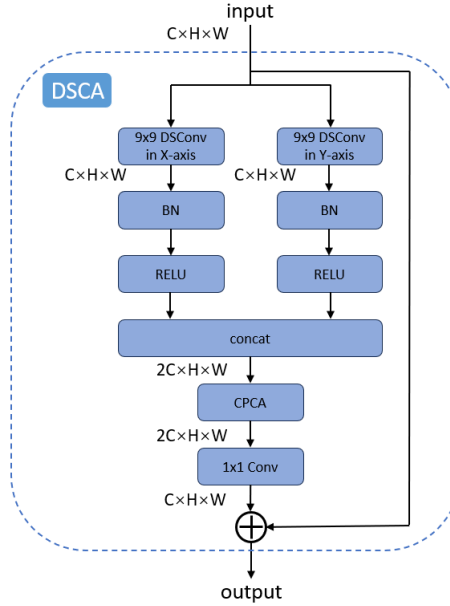 input
C×H×W
DSCA
9x9 DSConv
in X-axis
9x9 DSConv
in Y-axis
C×H×W
C×H×W
BN
BN
RELU
RELU
concat
2C×H×W
CPCA
2C×H×W
1x1 Conv
C×H×W
output